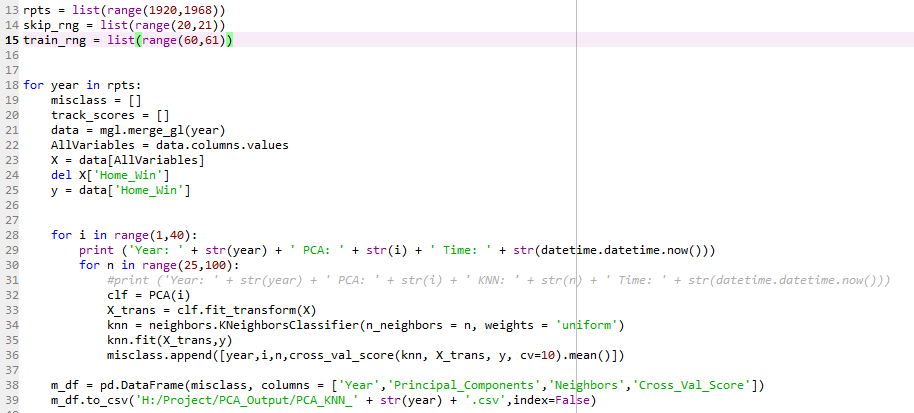 13 rpts = list(range(1920,1968))
14 skip_rng = list(range(20,21))
15 train_rng = list(range(60,61))
16
17
18 for year in rpts:
19     misclass = []
20     track_scores = []
21     data = mgl.merge_gl(year)
22     AllVariables = data.columns.values
23     X = data[AllVariables]
24     del X['Home_Win']
25     y = data['Home_Win']
26
27
28     for i in range(1,40):
29         print ('Year: ' + str(year) + ' PCA: ' + str(i) + ' Time: ' + str(datetime.datetime.now()))
30         for n in range(25,100):
31             #print ('Year: ' + str(year) + ' PCA: ' + str(i) + ' KNN: ' + str(n) + ' Time: ' + str(datetime.datetime.now()))
32             clf = PCA(i)
33             X_trans = clf.fit_transform(X)
34             knn = neighbors.KNeighborsClassifier(n_neighbors = n, weights = 'uniform')
35             knn.fit(X_trans,y)
36             misclass.append([year,i,n,cross_val_score(knn, X_trans, y, cv=10).mean()])
37
38     m_df = pd.DataFrame(misclass, columns = ['Year','Principal_Components','Neighbors','Cross_Val_Score'])
39     m_df.to_csv('H:/Project/PCA_Output/PCA_KNN_' + str(year) + '.csv',index=False)